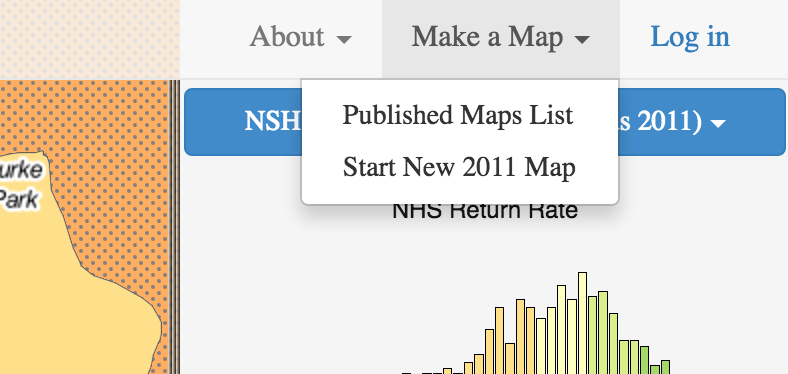 About
Make a Map
Log in
Published Maps List
Start New 2011 Map
NSH
s 2011)
urke
Park
NHS Return Rate